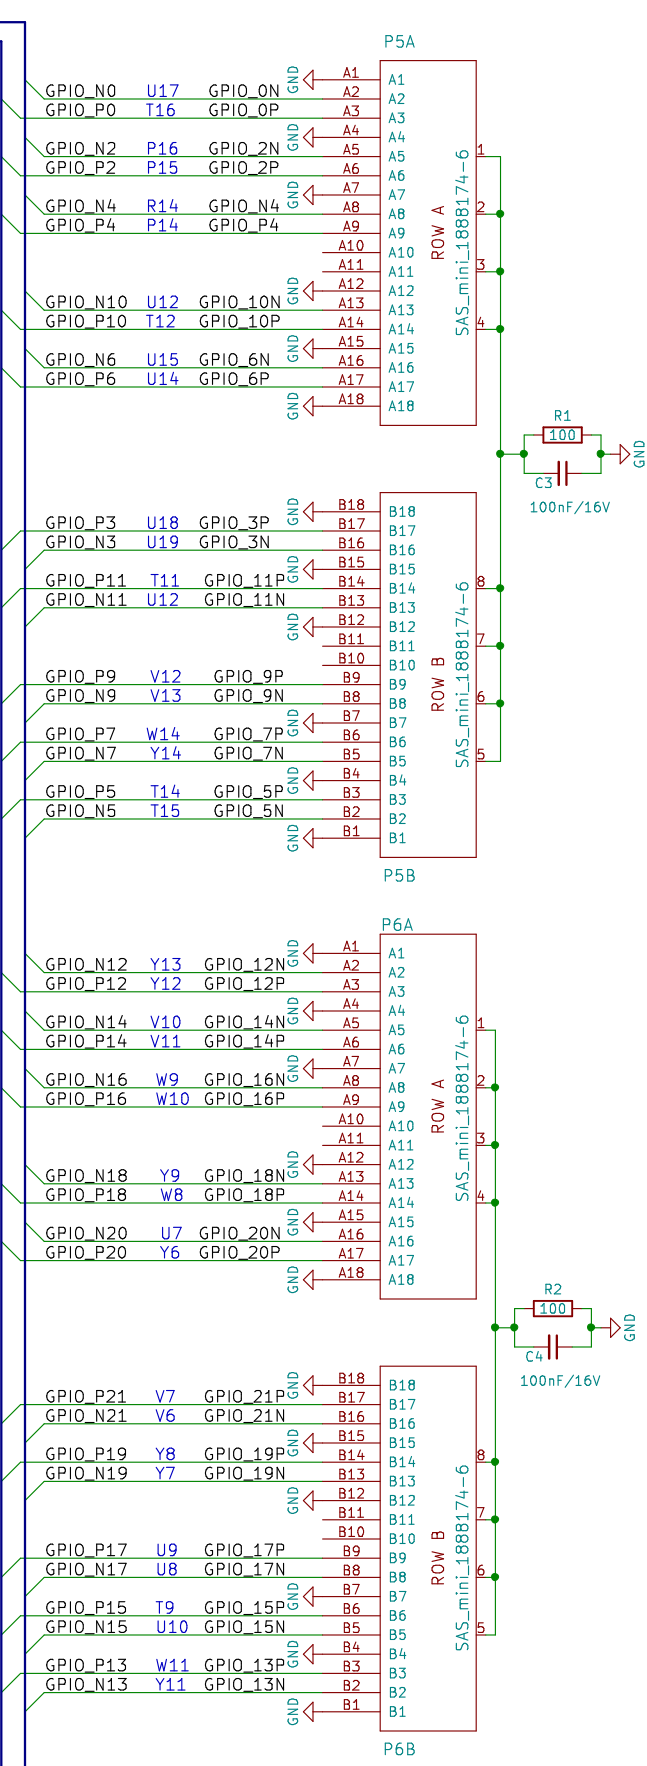 P5A
GND A1 A1
GPIO_N0 U17 GPIO_0N A2 A2
GPIO_P0 T16 GPIO_0P A3 A3
GND A4 A4
GPIO_N2 P16 GPIO_2N A5 A5 1
GPIO_P2 P15 GPIO_2P A6 A6
GND A7 A7
GPIO_N4 R14 GPIO_N4 A8 A8 2
GPIO_P4 P14 GPIO_P4 A9 A9
A10 A10
A11 A11 3
GND A12 A12
GPIO_N10 U12 GPIO_10N A13 A13
GPIO_P10 T12 GPIO_10P A14 A14 4
GND A15 A15
GPIO_N6 U15 GPIO_6N A16 A16
GPIO_P6 U14 GPIO_6P A17 A17
GND A18 A18
ROW A
SAS_mini_1888174-6
R1
100
GND
C3
100nF/16V
GND B18 B18
GPIO_P3 U18 GPIO_3P B17 B17
GPIO_N3 U19 GPIO_3N B16 B16
GND B15 B15
GPIO_P11 T11 GPIO_11P B14 B14 8
GPIO_N11 U12 GPIO_11N B13 B13
GND B12 B12
B11 B11 7
B10 B10
GPIO_P9 V12 GPIO_9P B9 B9
GPIO_N9 V13 GPIO_9N B8 B8 6
GND B7 B7
GPIO_P7 W14 GPIO_7P B6 B6
GPIO_N7 Y14 GPIO_7N B5 B5 5
GND B4 B4
GPIO_P5 T14 GPIO_5P B3 B3
GPIO_N5 T15 GPIO_5N B2 B2
GND B1 B1
ROW B
SAS_mini_1888174-6
P5B
P6A
GND A1 A1
GPIO_N12 Y13 GPIO_12N A2 A2
GPIO_P12 Y12 GPIO_12P A3 A3
GND A4 A4
GPIO_N14 V10 GPIO_14N A5 A5 1
GPIO_P14 V11 GPIO_14P A6 A6
GND A7 A7
GPIO_N16 W9 GPIO_16N A8 A8 2
GPIO_P16 W10 GPIO_16P A9 A9
A10 A10
A11 A11 3
GND A12 A12
GPIO_N18 Y9 GPIO_18N A13 A13
GPIO_P18 W8 GPIO_18P A14 A14 4
GND A15 A15
GPIO_N20 U7 GPIO_20N A16 A16
GPIO_P20 Y6 GPIO_20P A17 A17
GND A18 A18
ROW A
SAS_mini_1888174-6
R2
100
GND
C4
100nF/16V
GND B18 B18
GPIO_P21 V7 GPIO_21P B17 B17
GPIO_N21 V6 GPIO_21N B16 B16
GND B15 B15
GPIO_P19 Y8 GPIO_19P B14 B14 8
GPIO_N19 Y7 GPIO_19N B13 B13
GND B12 B12
B11 B11 7
B10 B10
GPIO_P17 U9 GPIO_17P B9 B9
GPIO_N17 U8 GPIO_17N B8 B8 6
GND B7 B7
GPIO_P15 T9 GPIO_15P B6 B6
GPIO_N15 U10 GPIO_15N B5 B5 5
GND B4 B4
GPIO_P13 W11 GPIO_13P B3 B3
GPIO_N13 Y11 GPIO_13N B2 B2
GND B1 B1
ROW B
SAS_mini_1888174-6
P6B